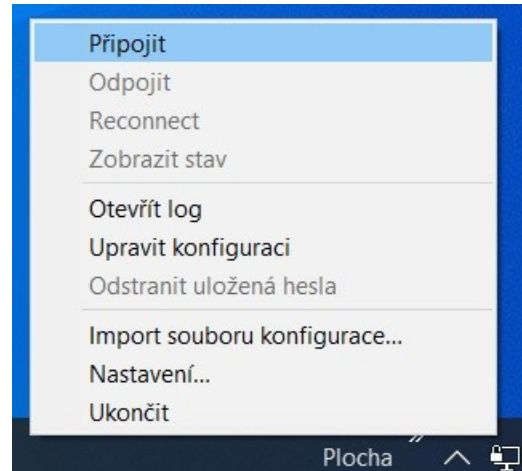 Připojit
Odpojit
Reconnect
Zobrazit stav
Otevřít log
Upravit konfiguraci
Odstranit uložená hesla
Import souboru konfigurace...
Nastavení...
Ukončit
Plocha